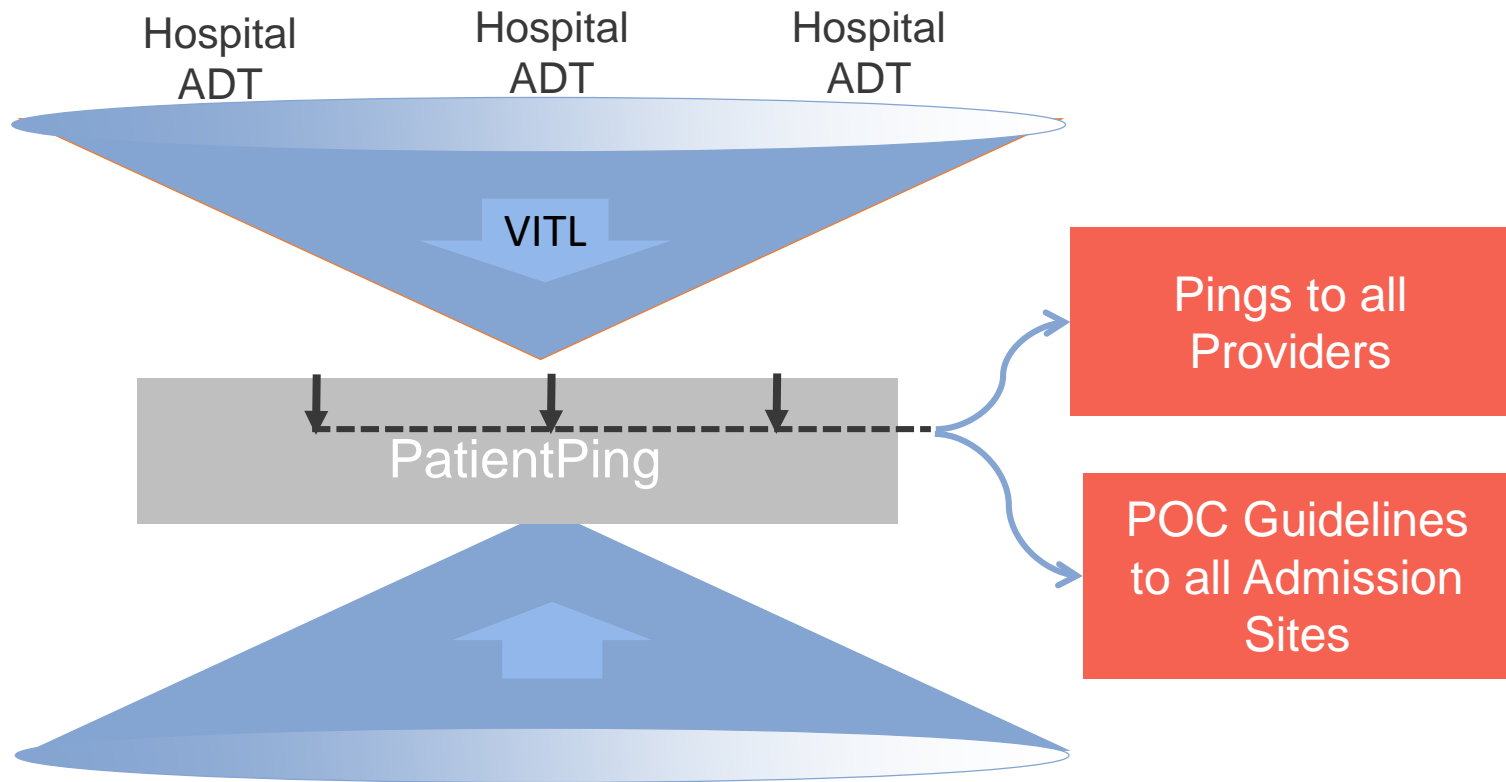 Hospital
ADT
Hospital
ADT
Hospital
ADT
VITL
Pings to all
Providers
PatientPing
POC Guidelines
to all Admission
Sites